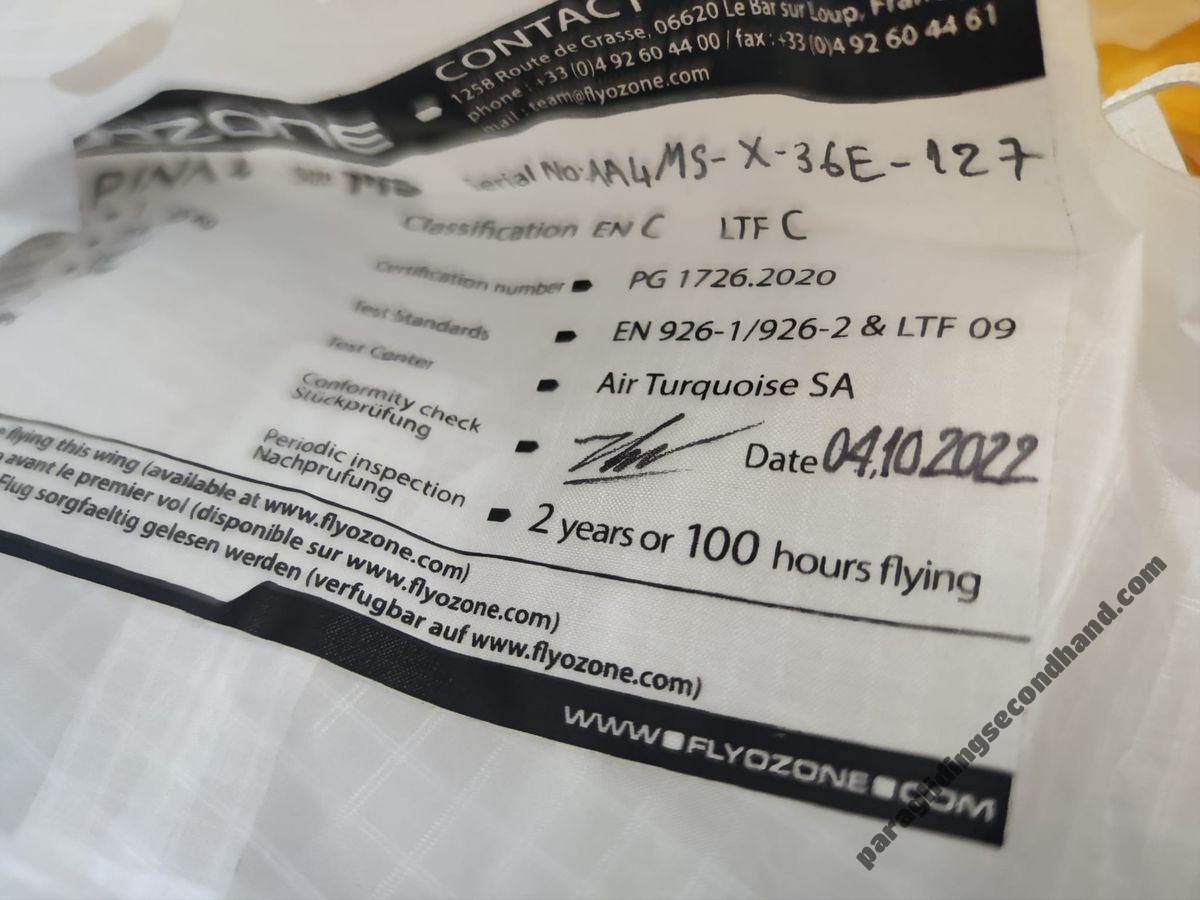 CONTACT
1258 Route de Grasse, 06620 Le Bar sur Loup, Fran
phone : +33 (0)4 92 60 44 00 / fax : +33 (0)4 92 60 44 61
mail : team@flyozone.com
OZONE
Serial No: AA4MS-X-36E-127
Classification EN C LTF C
Certification number PG 1726.2020
Test Standards EN 926-1/926-2 & LTF 09
Test Center Air Turquoise SA
Conformity check
Stückprüfung Date 04.10.2022
Periodic inspection
Nachprüfung 2 years or 100 hours flying
flying this wing (available at www.flyozone.com)
avant le premier vol (disponible sur www.flyozone.com)
Flug sorgfaeltig gelesen werden (verfugbar auf www.flyozone.com)
WWW.FLYOZONE.COM
paraglidingsecondhand.com